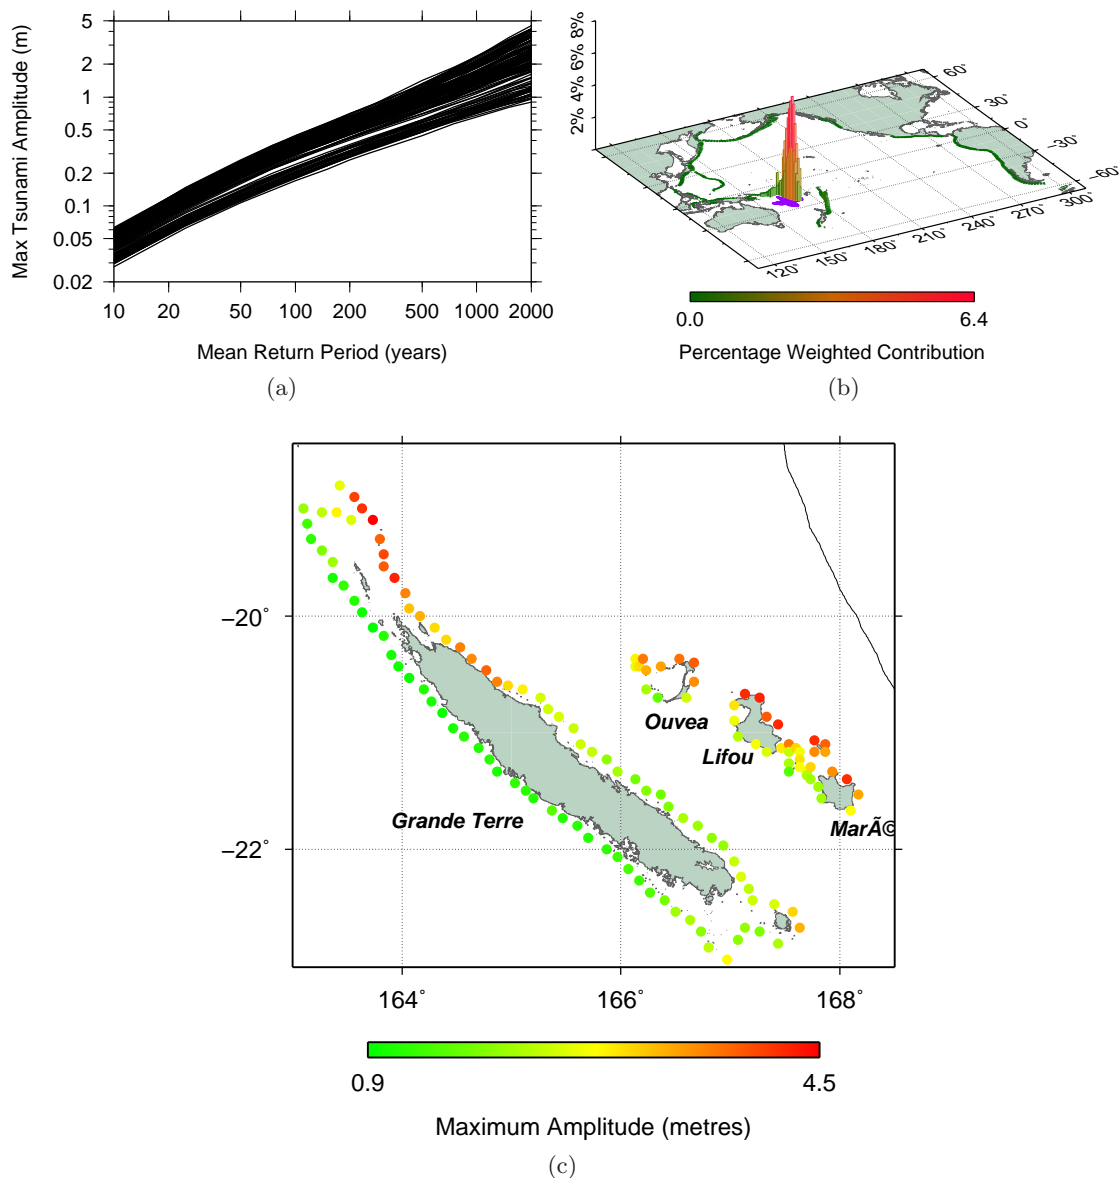 Max Tsunami Amplitude (m)
5
2
1
0.5
0.2
0.1
0.05
0.02
10 20 50 100 200 500 1000 2000
Mean Return Period (years)
(a)
8%
6%
4%
2%
60°
30°
0°
−30°
−60°
120° 150° 180° 210° 240° 270° 300°
0.0 6.4
Percentage Weighted Contribution
(b)
−20°
−22°
Ouvea
Lifou
Grande Terre
MarÃ©
164° 166° 168°
0.9 4.5
Maximum Amplitude (metres)
(c)